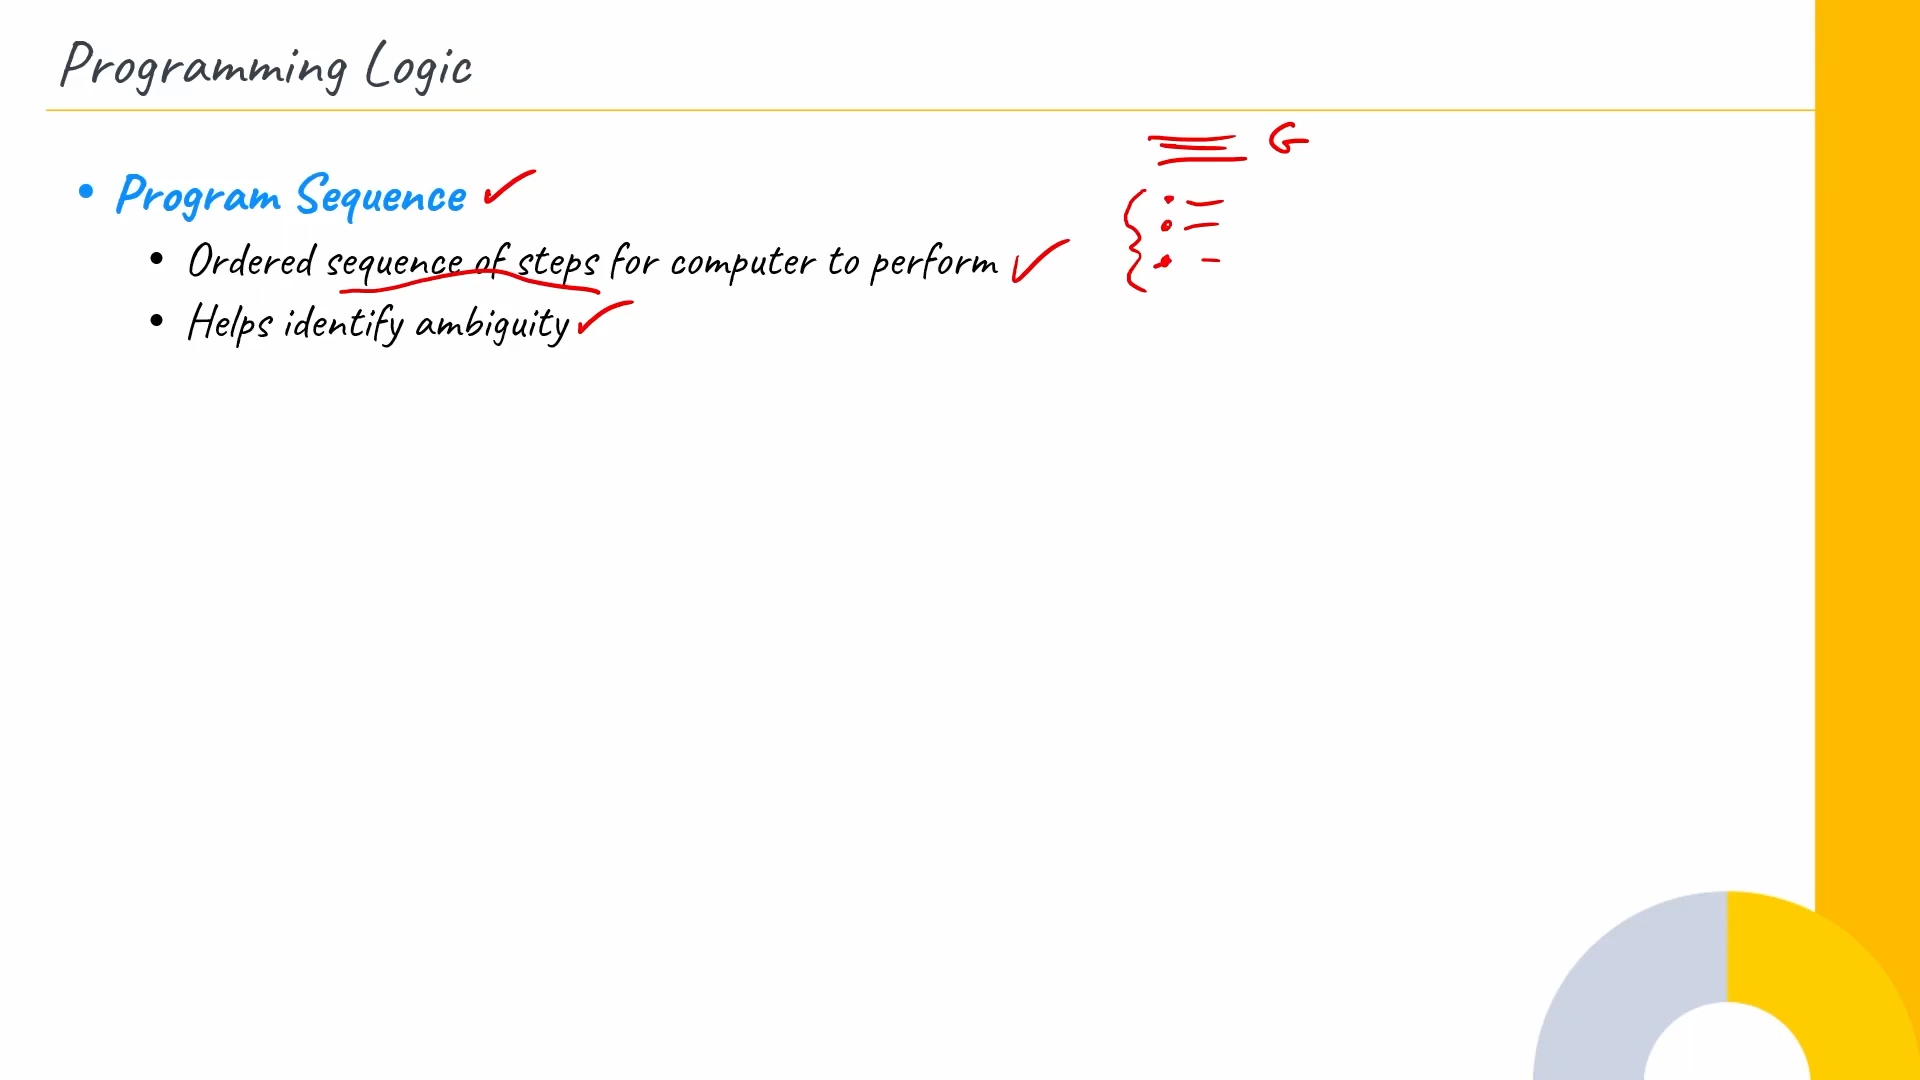 Programming Logic
G
• Program Sequence
• Ordered sequence of steps for computer to perform
• Helps identify ambiguity